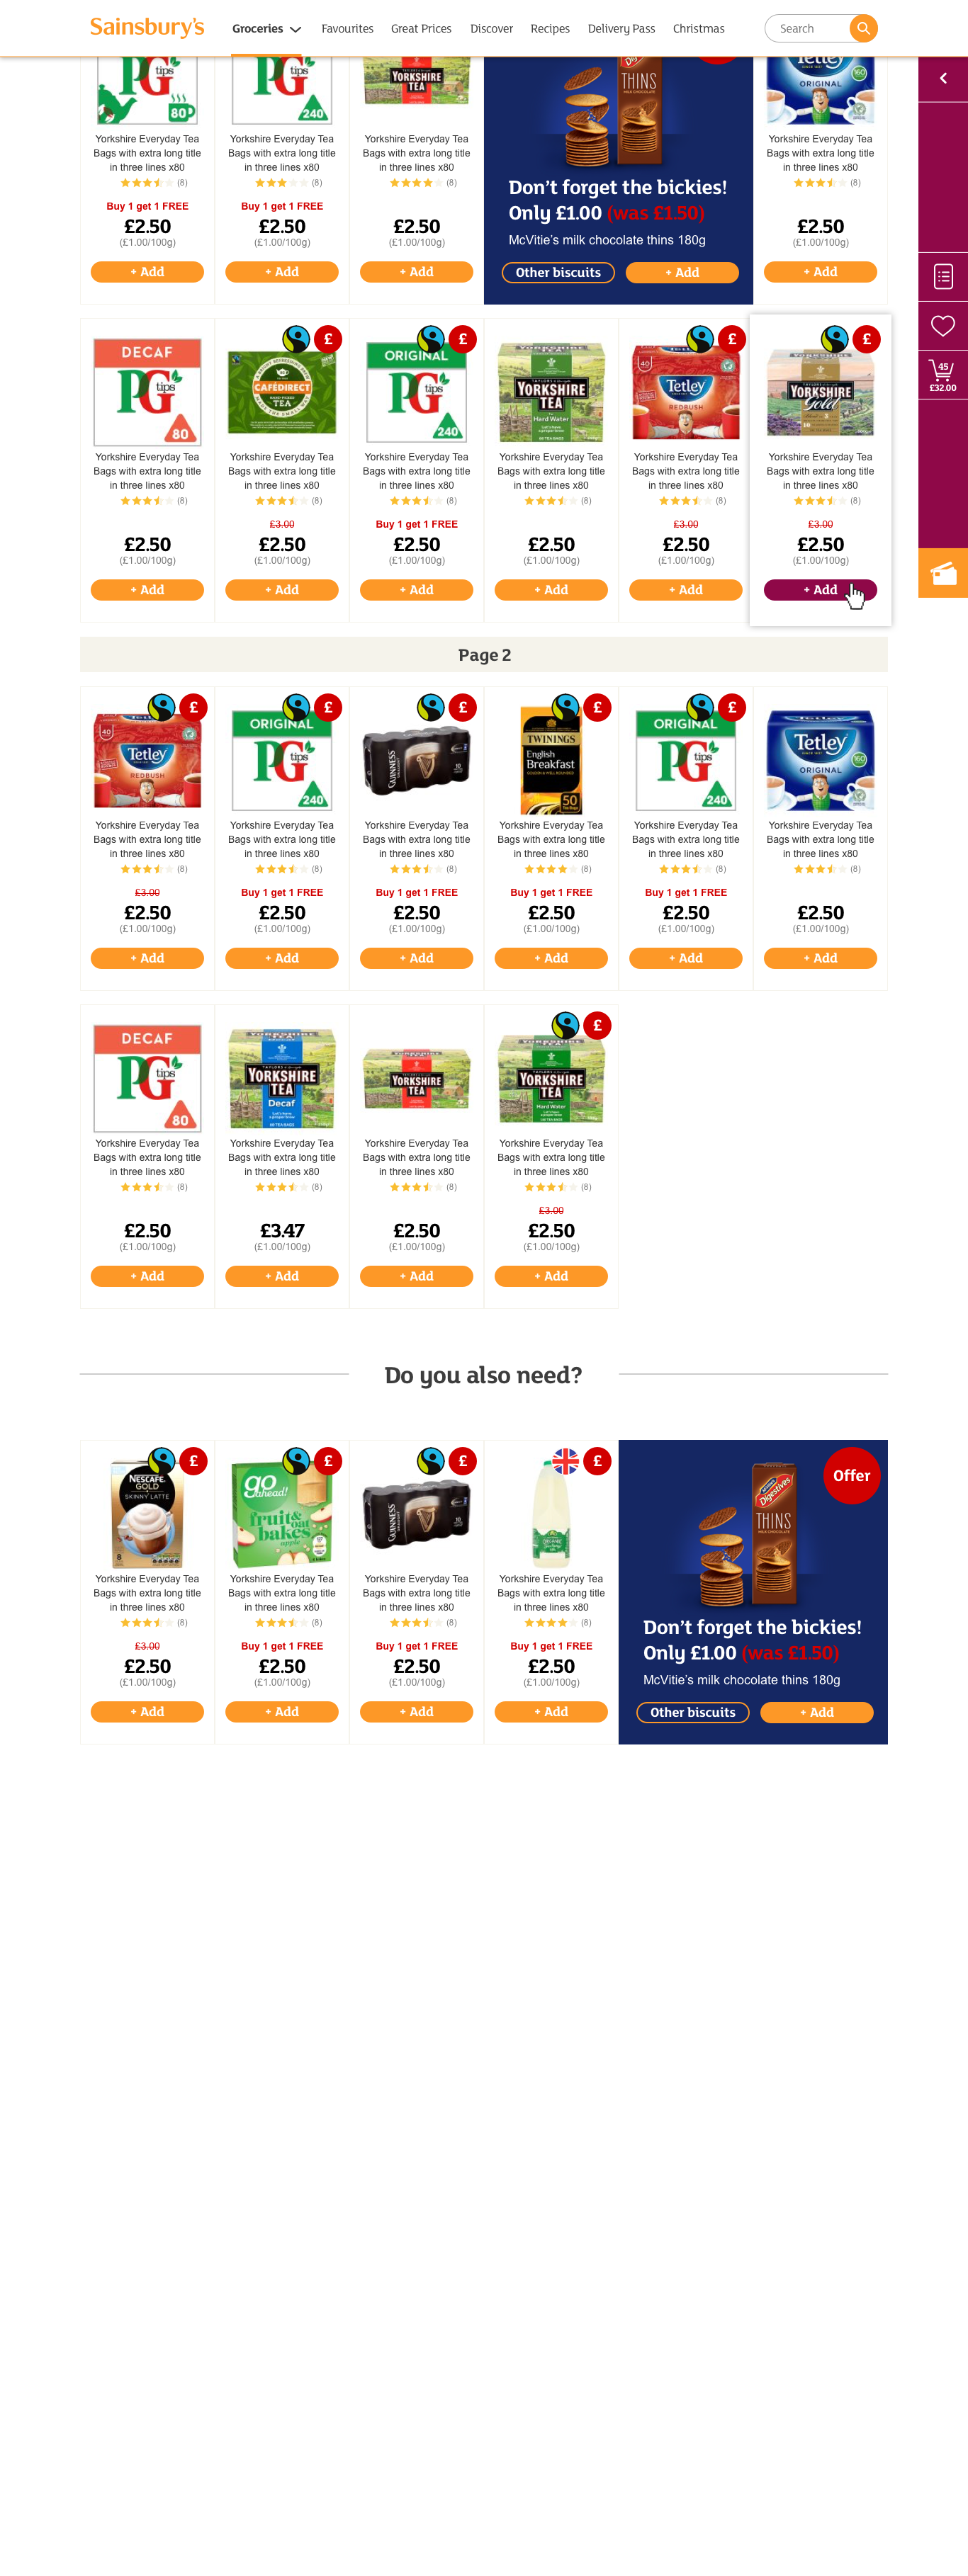 Sainsbury's
Groceries Favourites Great Prices Discover Recipes Delivery Pass Christmas Search
PG tips 80
PG tips 240
YORKSHIRE TEA
THINS
MILK CHOCOLATE
Tetley
160
ORIGINAL
Yorkshire Everyday Tea
Bags with extra long title
in three lines x80
(8)
Buy 1 get 1 FREE
£2.50
(£1.00/100g)
+ Add
Yorkshire Everyday Tea
Bags with extra long title
in three lines x80
(8)
Buy 1 get 1 FREE
£2.50
(£1.00/100g)
+ Add
Yorkshire Everyday Tea
Bags with extra long title
in three lines x80
(8)
£2.50
(£1.00/100g)
+ Add
Don't forget the bickies!
Only £1.00 (was £1.50)
McVitie's milk chocolate thins 180g
Other biscuits + Add
Yorkshire Everyday Tea
Bags with extra long title
in three lines x80
(8)
£2.50
(£1.00/100g)
+ Add
45
£32.00
DECAF
PG tips
80
Yorkshire Everyday Tea
Bags with extra long title
in three lines x80
(8)
£2.50
(£1.00/100g)
+ Add
£
CAFÉDIRECT
TEA
Yorkshire Everyday Tea
Bags with extra long title
in three lines x80
(8)
£3.00
£2.50
(£1.00/100g)
+ Add
£
ORIGINAL
PG tips
240
Yorkshire Everyday Tea
Bags with extra long title
in three lines x80
(8)
Buy 1 get 1 FREE
£2.50
(£1.00/100g)
+ Add
YORKSHIRE
TEA
Hard Water
Yorkshire Everyday Tea
Bags with extra long title
in three lines x80
(8)
£2.50
(£1.00/100g)
+ Add
£
40
Tetley
REDBUSH
Yorkshire Everyday Tea
Bags with extra long title
in three lines x80
(8)
£3.00
£2.50
(£1.00/100g)
+ Add
£
YORKSHIRE
Gold
Yorkshire Everyday Tea
Bags with extra long title
in three lines x80
(8)
£3.00
£2.50
(£1.00/100g)
+ Add
Page 2
£
40
Tetley
REDBUSH
Yorkshire Everyday Tea
Bags with extra long title
in three lines x80
(8)
£3.00
£2.50
(£1.00/100g)
+ Add
£
ORIGINAL
PG tips
240
Yorkshire Everyday Tea
Bags with extra long title
in three lines x80
(8)
Buy 1 get 1 FREE
£2.50
(£1.00/100g)
+ Add
£
GUINNESS
10
Yorkshire Everyday Tea
Bags with extra long title
in three lines x80
(8)
Buy 1 get 1 FREE
£2.50
(£1.00/100g)
+ Add
£
TWININGS
English
Breakfast
50
Yorkshire Everyday Tea
Bags with extra long title
in three lines x80
(8)
Buy 1 get 1 FREE
£2.50
(£1.00/100g)
+ Add
£
ORIGINAL
PG tips
240
Yorkshire Everyday Tea
Bags with extra long title
in three lines x80
(8)
Buy 1 get 1 FREE
£2.50
(£1.00/100g)
+ Add
Tetley
160
ORIGINAL
Yorkshire Everyday Tea
Bags with extra long title
in three lines x80
(8)
£2.50
(£1.00/100g)
+ Add
DECAF
PG tips
80
Yorkshire Everyday Tea
Bags with extra long title
in three lines x80
(8)
£2.50
(£1.00/100g)
+ Add
YORKSHIRE
TEA
Decaf
Yorkshire Everyday Tea
Bags with extra long title
in three lines x80
(8)
£3.47
(£1.00/100g)
+ Add
YORKSHIRE
TEA
Yorkshire Everyday Tea
Bags with extra long title
in three lines x80
(8)
£2.50
(£1.00/100g)
+ Add
£
YORKSHIRE
TEA
Hard Water
Yorkshire Everyday Tea
Bags with extra long title
in three lines x80
(8)
£3.00
£2.50
(£1.00/100g)
+ Add
Do you also need?
£
NESCAFÉ
GOLD
SKINNY LATTE
8
Yorkshire Everyday Tea
Bags with extra long title
in three lines x80
(8)
£3.00
£2.50
(£1.00/100g)
+ Add
£
go
ahead!
fruit & oat
bakes
apple
Yorkshire Everyday Tea
Bags with extra long title
in three lines x80
(8)
Buy 1 get 1 FREE
£2.50
(£1.00/100g)
+ Add
£
GUINNESS
10
Yorkshire Everyday Tea
Bags with extra long title
in three lines x80
(8)
Buy 1 get 1 FREE
£2.50
(£1.00/100g)
+ Add
£
ORGANIC
Yorkshire Everyday Tea
Bags with extra long title
in three lines x80
(8)
Buy 1 get 1 FREE
£2.50
(£1.00/100g)
+ Add
Offer
Digestives
THINS
MILK CHOCOLATE
Don't forget the bickies!
Only £1.00 (was £1.50)
McVitie's milk chocolate thins 180g
Other biscuits + Add